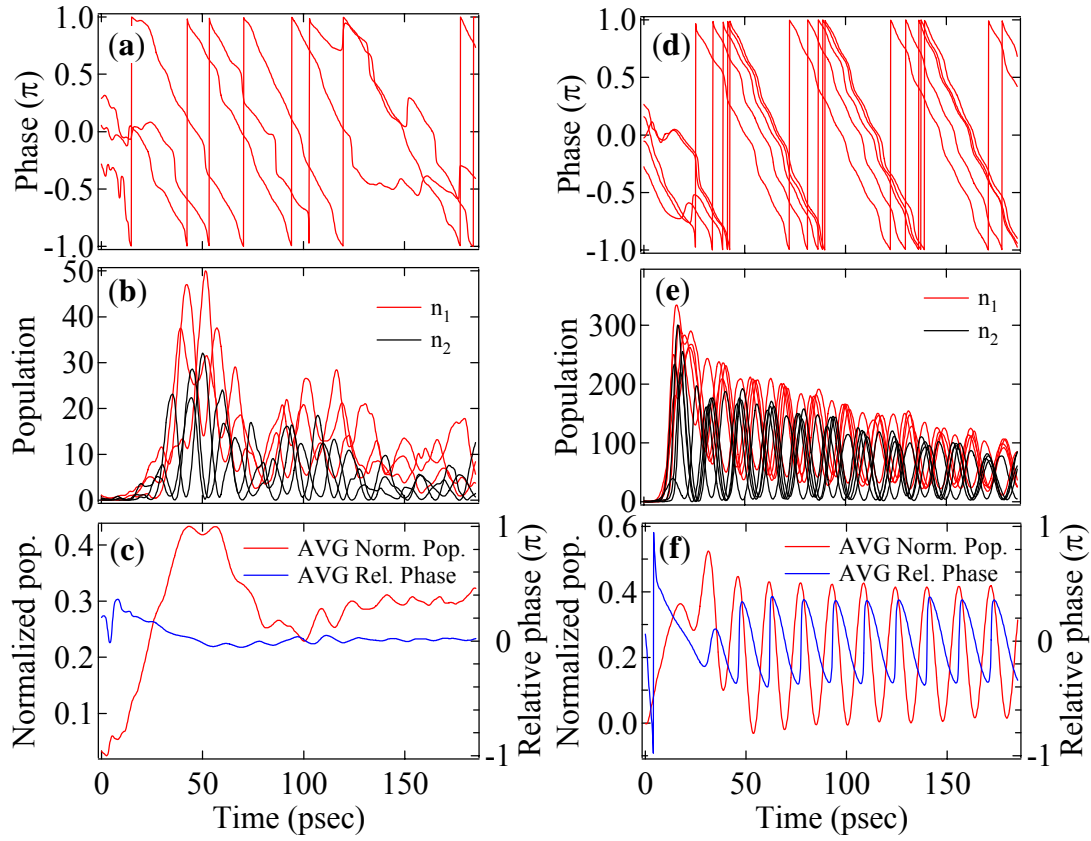 (a)
Phase (π)
1.0
0.5
0.0
-0.5
-1.0
(d)
Phase (π)
1.0
0.5
0.0
-0.5
-1.0
(b)
Population
50
40
30
20
10
0
n1
n2
(e)
Population
300
200
100
0
n1
n2
(c)
Normalized pop.
0.4
0.3
0.2
0.1
AVG Norm. Pop.
AVG Rel. Phase
1
0
-1
Relative phase (π)
0 50 100 150
Time (psec)
(f)
Normalized pop.
0.6
0.4
0.2
0.0
AVG Norm. Pop.
AVG Rel. Phase
1
0
-1
Relative phase (π)
0 50 100 150
Time (psec)